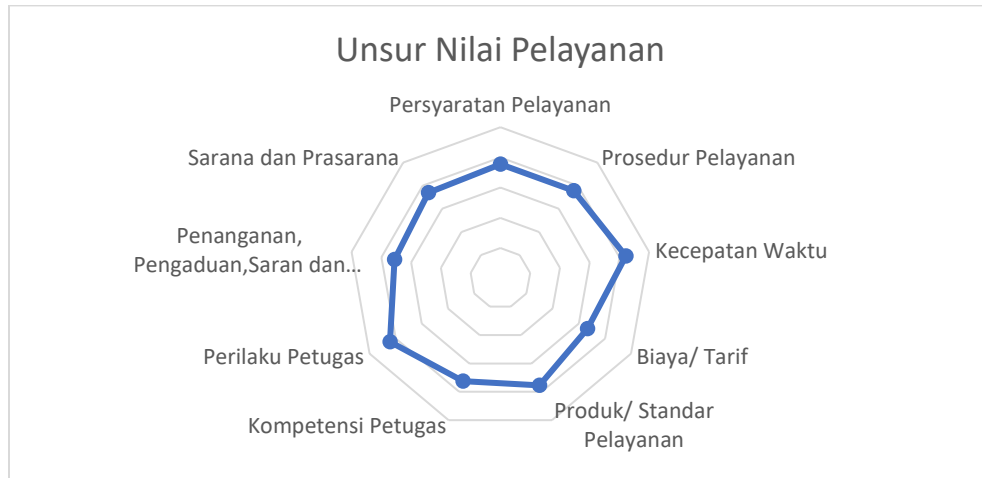 Unsur Nilai Pelayanan
Persyaratan Pelayanan
Prosedur Pelayanan
Kecepatan Waktu
Biaya/ Tarif
Produk/ Standar
Pelayanan
Kompetensi Petugas
Perilaku Petugas
Penanganan,
Pengaduan,Saran dan...
Sarana dan Prasarana